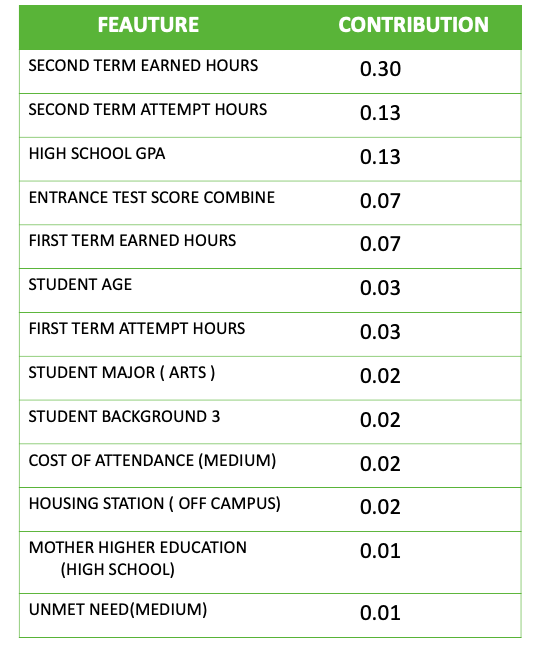 FEAUTURE CONTRIBUTION
SECOND TERM EARNED HOURS 0.30
SECOND TERM ATTEMPT HOURS 0.13
HIGH SCHOOL GPA 0.13
ENTRANCE TEST SCORE COMBINE 0.07
FIRST TERM EARNED HOURS 0.07
STUDENT AGE 0.03
FIRST TERM ATTEMPT HOURS 0.03
STUDENT MAJOR ( ARTS ) 0.02
STUDENT BACKGROUND 3 0.02
COST OF ATTENDANCE (MEDIUM) 0.02
HOUSING STATION ( OFF CAMPUS) 0.02
MOTHER HIGHER EDUCATION 0.01
(HIGH SCHOOL)
UNMET NEED(MEDIUM) 0.01